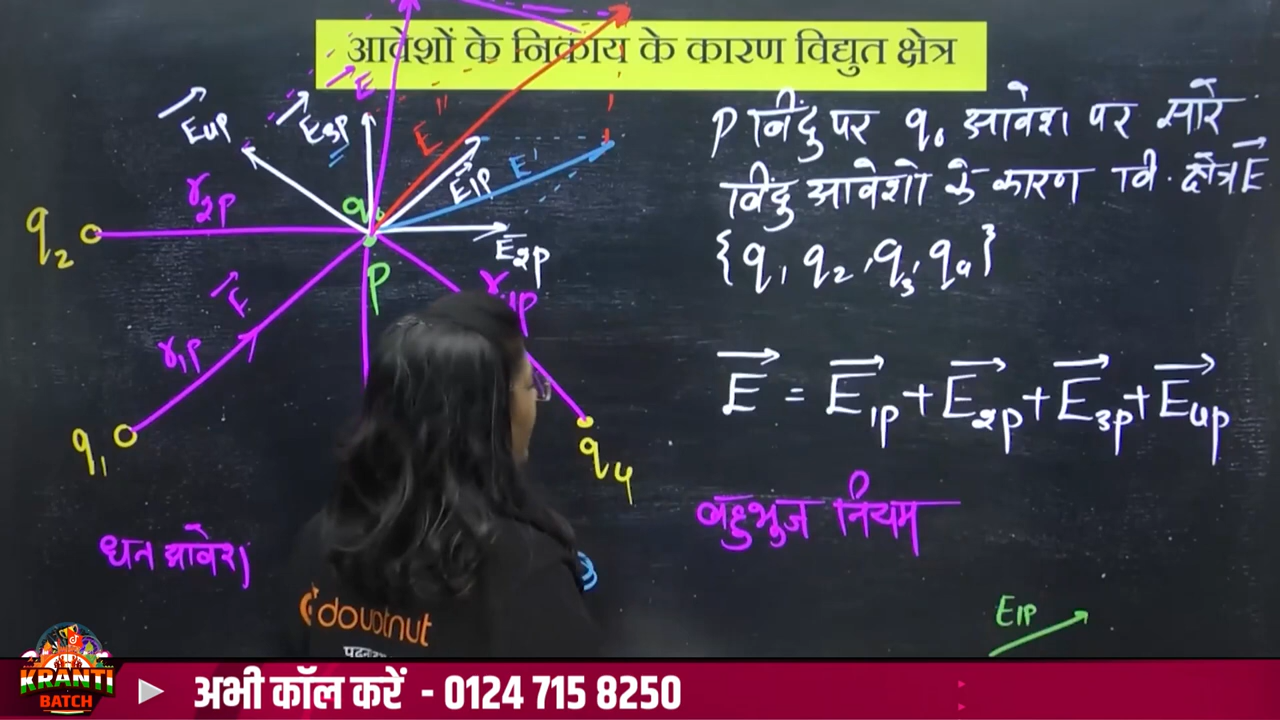 आवेशों के निकाय के कारण विद्युत क्षेत्र
E
E4p
E3p
E''
E1p
E'
q0
E2p
r2p
q2
P
E
r1p
q1
q4
धन आवेश
P बिंदु पर q0 आवेश पर सारे
बिंदु आवेशो के कारण वि. क्षेत्र E
{q1 q2, q3, q4}
E = E1p + E2p + E3p + E4p
बहुभुज नियम
E1P
doubtnut
KRANTI
BATCH
अभी कॉल करें - 0124 715 8250